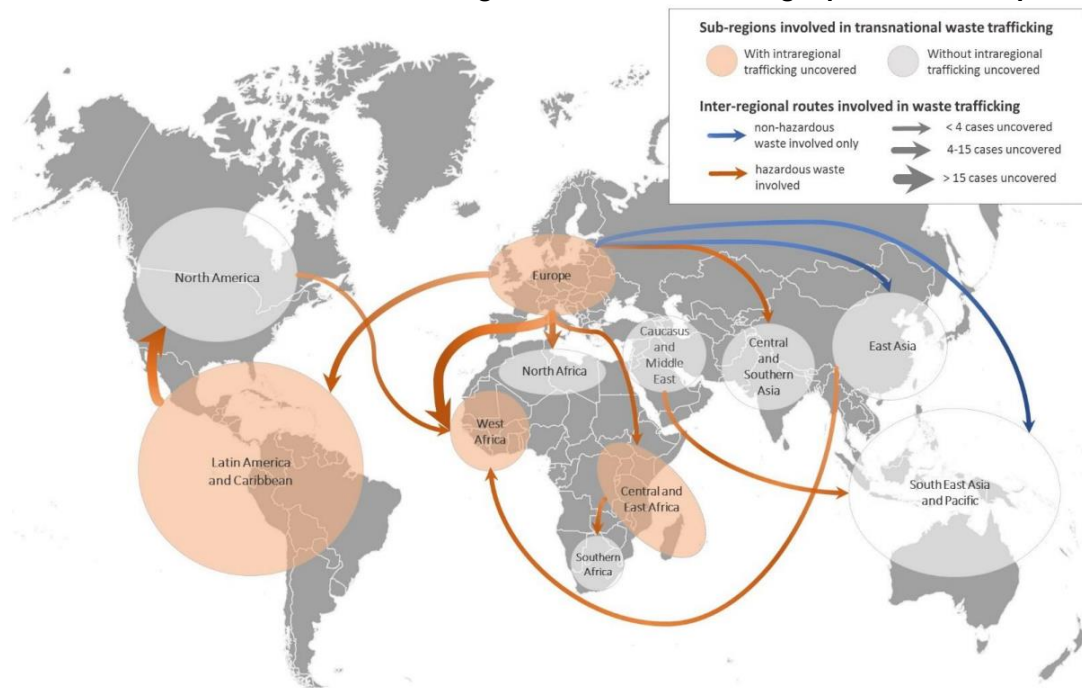 Sub-regions involved in transnational waste trafficking
With intraregional
trafficking uncovered
Without intraregional
trafficking uncovered
Inter-regional routes involved in waste trafficking
non-hazardous
waste involved only
< 4 cases uncovered
4-15 cases uncovered
hazardous waste
involved
> 15 cases uncovered
North America
Europe
Caucasus
and
Middle
East
Central
and
Southern
Asia
East Asia
North Africa
West
Africa
Latin America
and Caribbean
Central and
East Africa
South East Asia
and Pacific
Southern
Africa